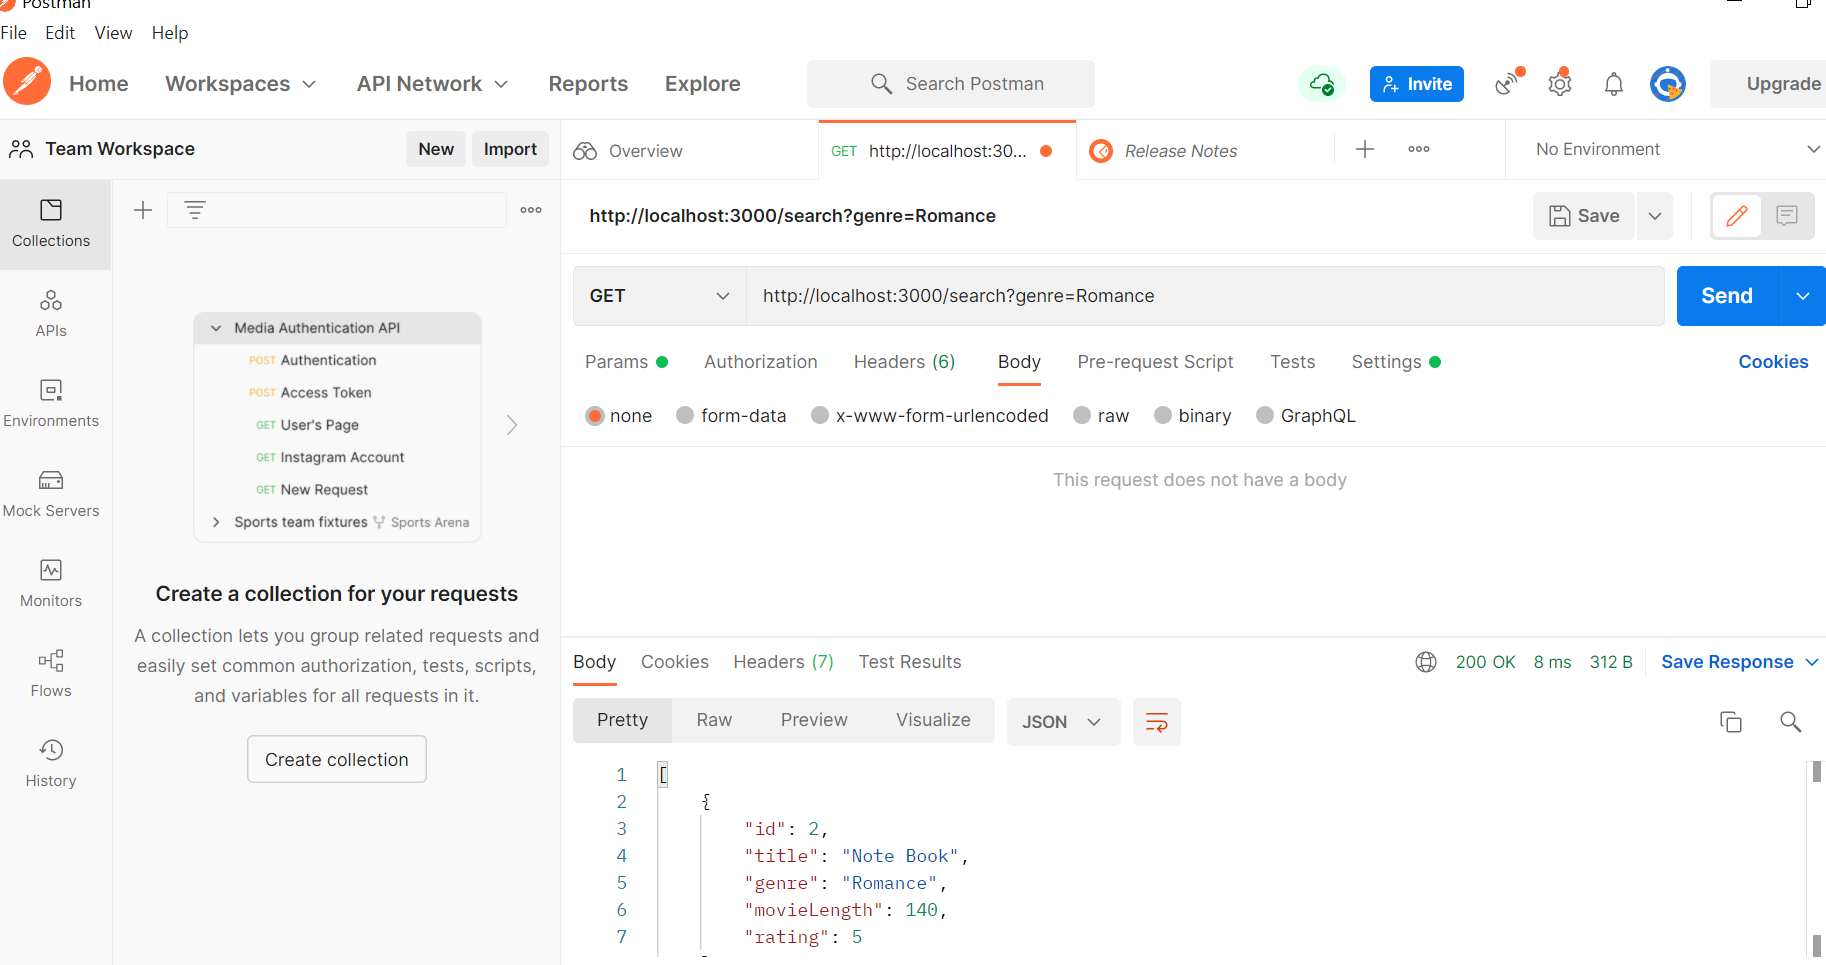 Postman
File Edit View Help
Home Workspaces API Network Reports Explore Search Postman Invite Upgrade
Team Workspace New Import
Overview GET http://localhost:30... Release Notes ooo No Environment
Collections
APIs
Environments
Mock Servers
Monitors
Flows
History
ooo
Media Authentication API
POST Authentication
POST Access Token
GET User's Page
GET Instagram Account
GET New Request
Sports team fixtures Sports Arena
Create a collection for your requests
A collection lets you group related requests and
easily set common authorization, tests, scripts,
and variables for all requests in it.
Create collection
http://localhost:3000/search?genre=Romance Save
GET http://localhost:3000/search?genre=Romance Send
Params Authorization Headers (6) Body Pre-request Script Tests Settings Cookies
none form-data x-www-form-urlencoded raw binary GraphQL
This request does not have a body
Body Cookies Headers (7) Test Results 200 OK 8 ms 312 B Save Response
Pretty Raw Preview Visualize JSON
1 [
2 {
3 "id": 2,
4 "title": "Note Book",
5 "genre": "Romance",
6 "movieLength": 140,
7 "rating": 5